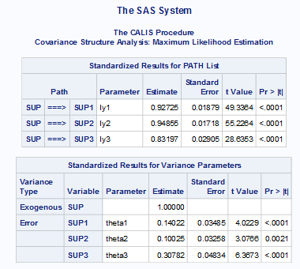 The SAS System
The CALIS Procedure
Covariance Structure Analysis: Maximum Likelihood Estimation
Standardized Results for PATH List
Path Parameter Estimate Standard Error t Value Pr > |t|
SUP ===> SUP1 ly1 0.92725 0.01879 49.3364 <.0001
SUP ===> SUP2 ly2 0.94855 0.01718 55.2264 <.0001
SUP ===> SUP3 ly3 0.83197 0.02905 28.6353 <.0001
Standardized Results for Variance Parameters
Variance Type Variable Parameter Estimate Standard Error t Value Pr > |t|
Exogenous SUP 1.00000
Error SUP1 theta1 0.14022 0.03485 4.0229 <.0001
SUP2 theta2 0.10025 0.03258 3.0766 0.0021
SUP3 theta3 0.30782 0.04834 6.3673 <.0001